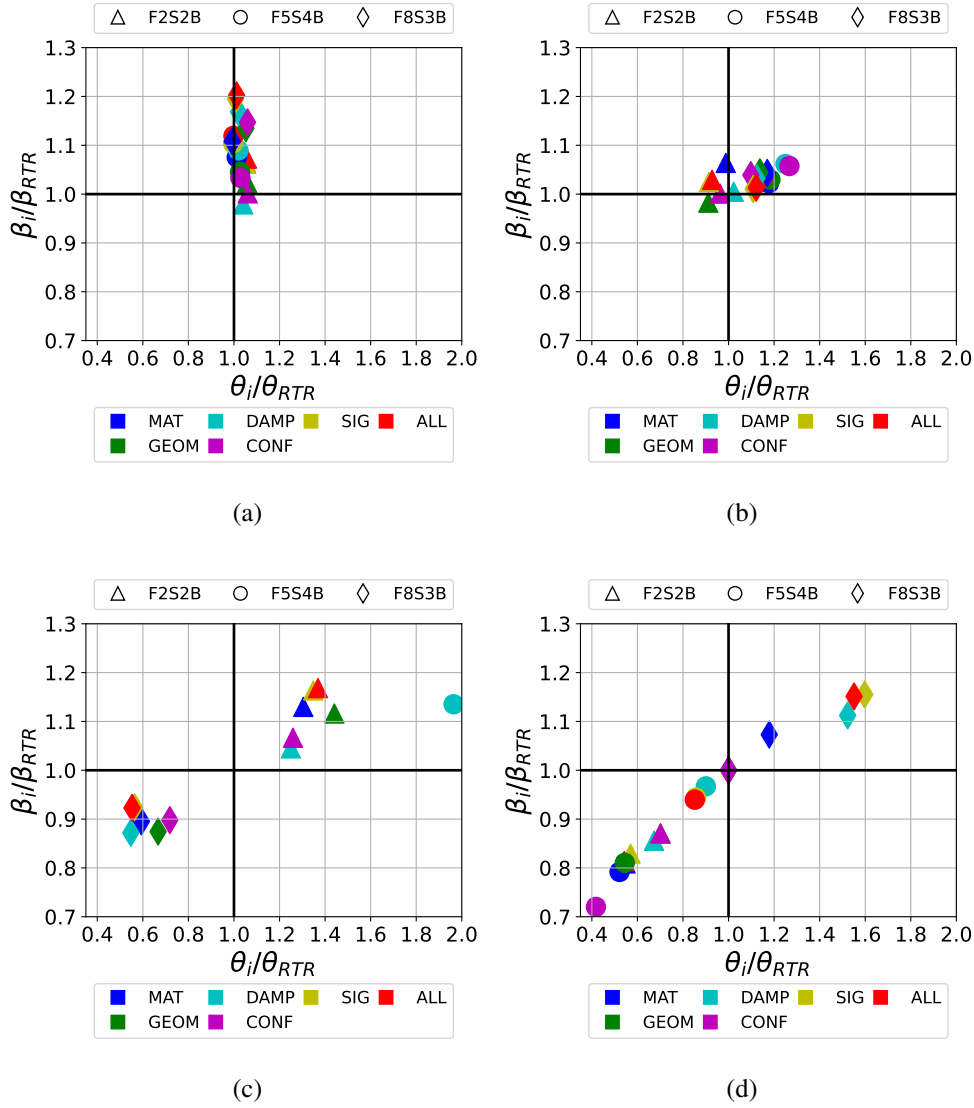 △ F2S2B ○ F5S4B ◊ F8S3B
△ F2S2B ○ F5S4B ◊ F8S3B
1.3
1.2
1.1
1.0
0.9
0.8
0.7
β_i/β_RTR
0.4 0.6 0.8 1.0 1.2 1.4 1.6 1.8 2.0
θ_i/θ_RTR
MAT DAMP SIG ALL
GEOM CONF
(a)
1.3
1.2
1.1
1.0
0.9
0.8
0.7
β_i/β_RTR
0.4 0.6 0.8 1.0 1.2 1.4 1.6 1.8 2.0
θ_i/θ_RTR
MAT DAMP SIG ALL
GEOM CONF
(b)
△ F2S2B ○ F5S4B ◊ F8S3B
1.3
1.2
1.1
1.0
0.9
0.8
0.7
β_i/β_RTR
0.4 0.6 0.8 1.0 1.2 1.4 1.6 1.8 2.0
θ_i/θ_RTR
MAT DAMP SIG ALL
GEOM CONF
(c)
△ F2S2B ○ F5S4B ◊ F8S3B
1.3
1.2
1.1
1.0
0.9
0.8
0.7
β_i/β_RTR
0.4 0.6 0.8 1.0 1.2 1.4 1.6 1.8 2.0
θ_i/θ_RTR
MAT DAMP SIG ALL
GEOM CONF
(d)